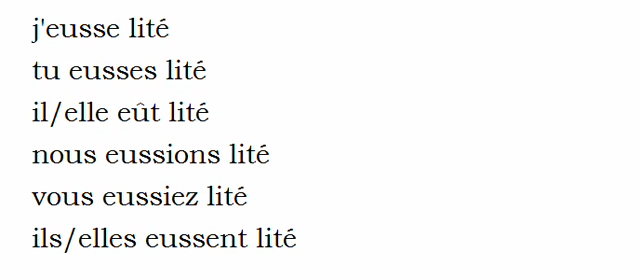 j'eusse lité
tu eusses lité
il/elle eût lité
nous eussions lité
vous eussiez lité
ils/elles eussent lité